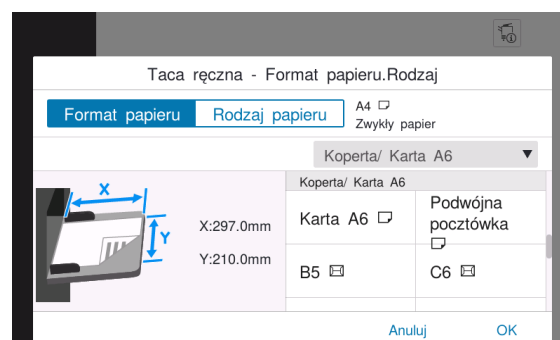 Taca ręczna - Format papieru.Rodzaj
Format papieru
Rodzaj papieru
A4
Zwykły papier
Koperta/ Karta A6
X
Y
X:297.0mm
Y:210.0mm
Koperta/ Karta A6
Karta A6
Podwójna
pocztówka
B5
C6
Anuluj
OK